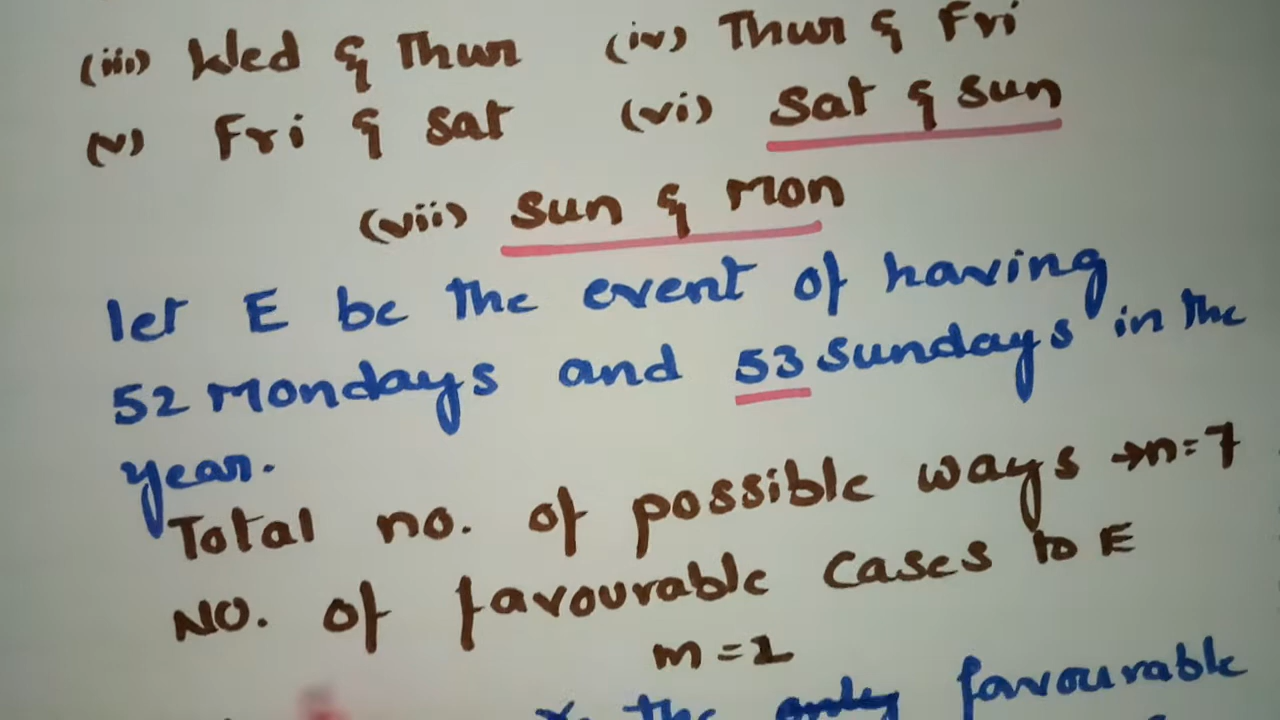 (iii) Wed & Thur (iv) Thur & Fri
(v) Fri & Sat (vi) Sat & Sun
(vii) Sun & Mon
let E be the event of having
52 Mondays and 53 Sundays in the
year.
Total no. of possible ways → n = 7
NO. of favourable cases to E
m = 1
the only favourable